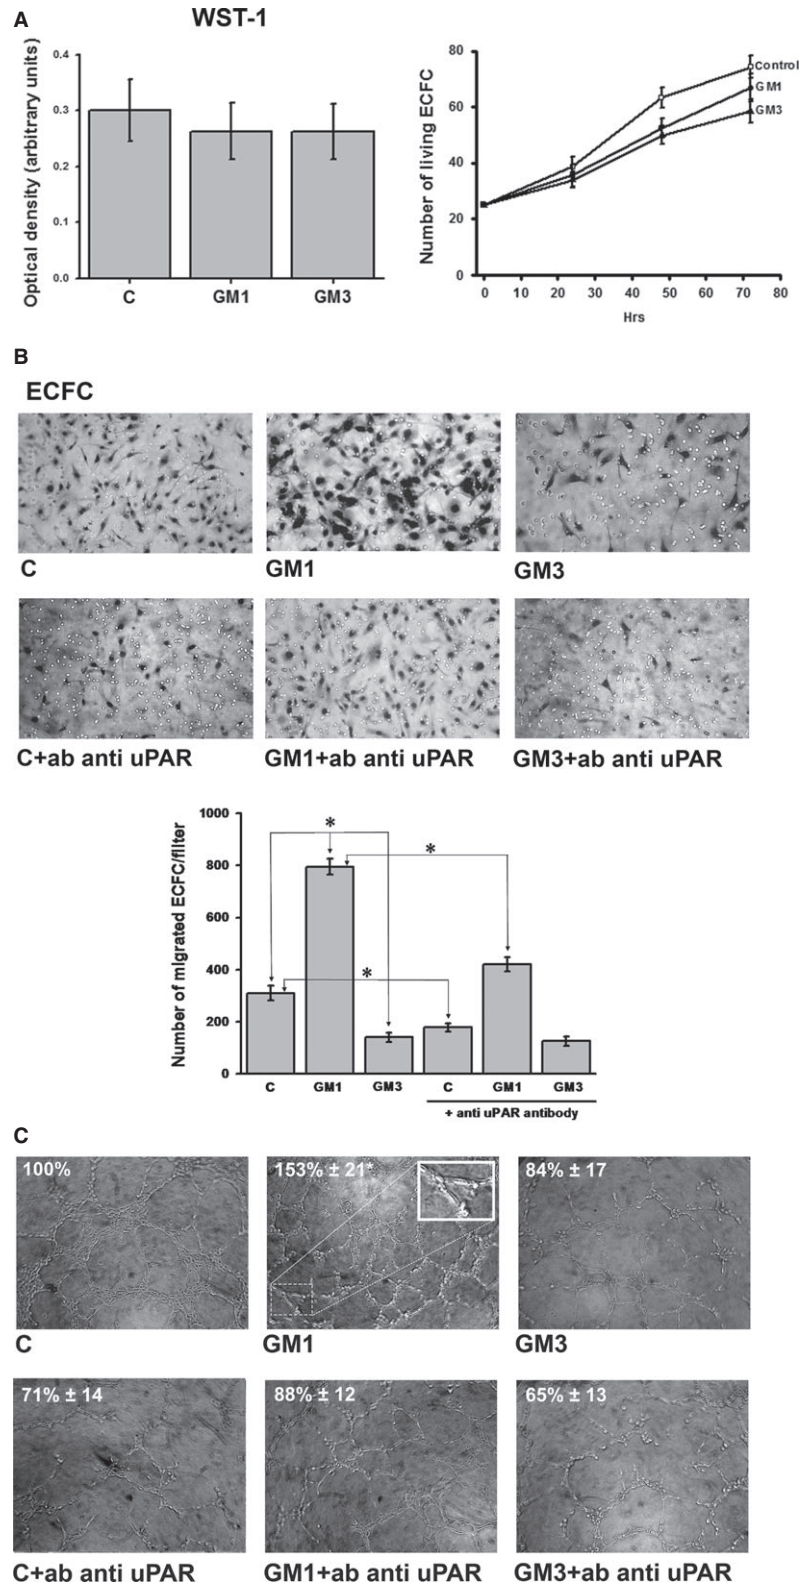 A
WST-1
Optical density (arbitrary units)
0.4
0.3
0.2
0.1
0.0
C GM1 GM3
Number of living ECFC
80
60
40
20
0
Control
GM1
GM3
0 10 20 30 40 50 60 70 80
Hrs
B
ECFC
C GM1 GM3
C+ab anti uPAR GM1+ab anti uPAR GM3+ab anti uPAR
Number of migrated ECFC/filter
1000
800
600
400
200
0
*
*
*
C GM1 GM3 C GM1 GM3
+ anti uPAR antibody
C
100% 153% ± 21* 84% ± 17
C GM1 GM3
71% ± 14 88% ± 12 65% ± 13
C+ab anti uPAR GM1+ab anti uPAR GM3+ab anti uPAR